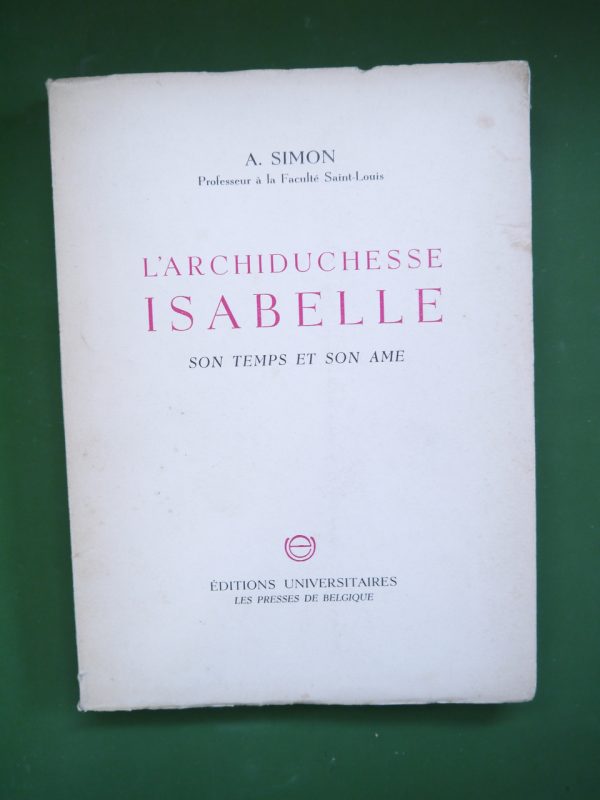 A. SIMON
Professeur à la Faculté Saint-Louis
L'ARCHIDUCHESSE
ISABELLE
SON TEMPS ET SON AME
ÉDITIONS UNIVERSITAIRES
LES PRESSES DE BELGIQUE